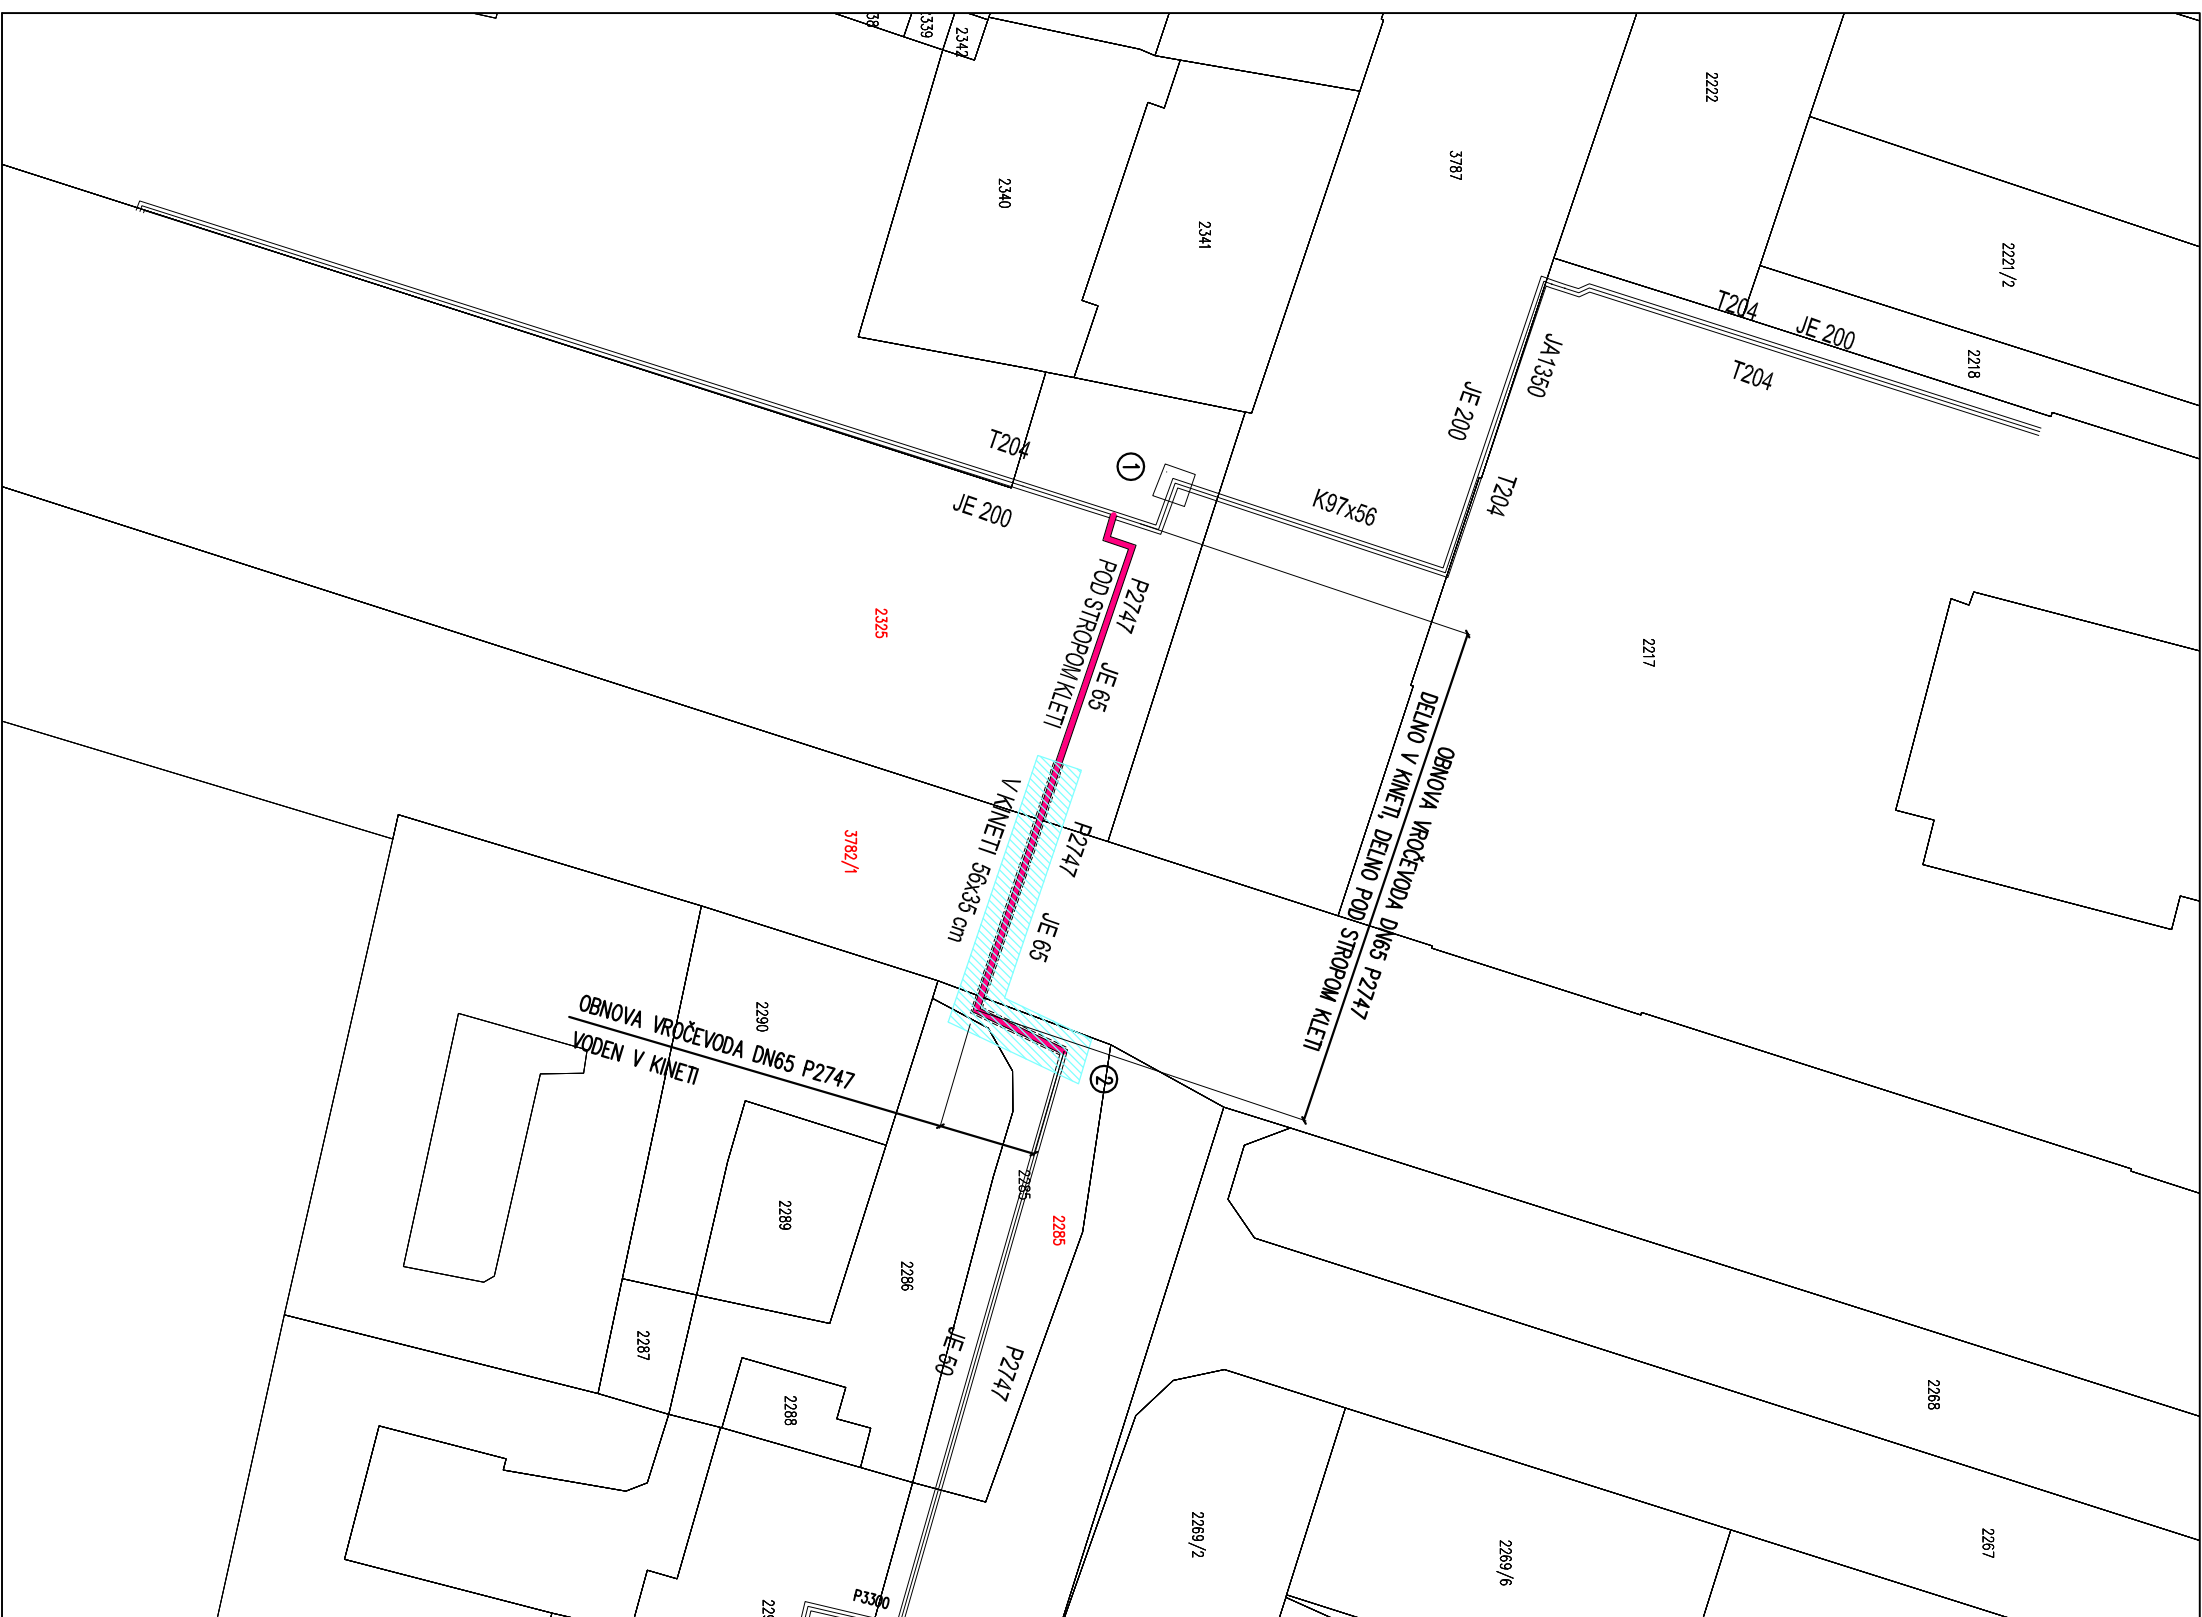 2339
2342
2222
3787
2340
2341
2221/2
2218
T204
JE 200
T204
JA1350
JE 200
T204
K97x56
T204
JE 200
1
P2747
JE 65
POD STROPOM KLETI
2325
2217
OBNOVA VROČEVODA DN65 P2747
DELNO V KINETI, DELNO POD STROPOM KLETI
P2747
JE 65
V KINETI 56x35 cm
3782/1
2290
OBNOVA VROČEVODA DN65 P2747
VODEN V KINETI
2
2285
2285
2289
2286
2287
2288
JE 50
P2747
2268
2269/2
2269/6
2267
P3300